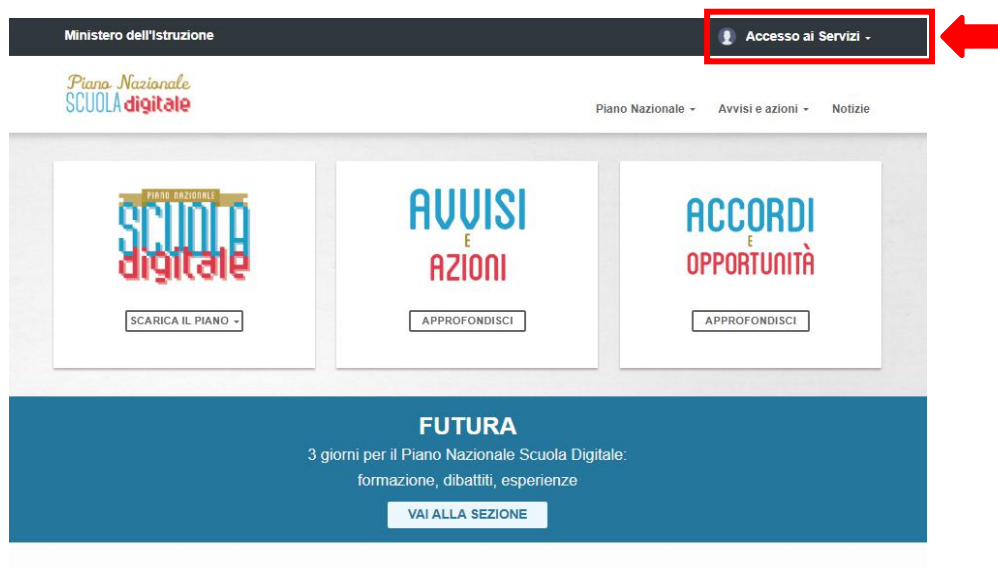 Ministero dell'Istruzione
Accesso ai Servizi
Piano Nazionale
SCUOLA digitale
Piano Nazionale
Avvisi e azioni
Notizie
PIANO NAZIONALE
SCUOLA
digitale
SCARICA IL PIANO
AVVISI
E
AZIONI
APPROFONDISCI
ACCORDI
E
OPPORTUNITÀ
APPROFONDISCI
FUTURA
3 giorni per il Piano Nazionale Scuola Digitale:
formazione, dibattiti, esperienze
VAI ALLA SEZIONE